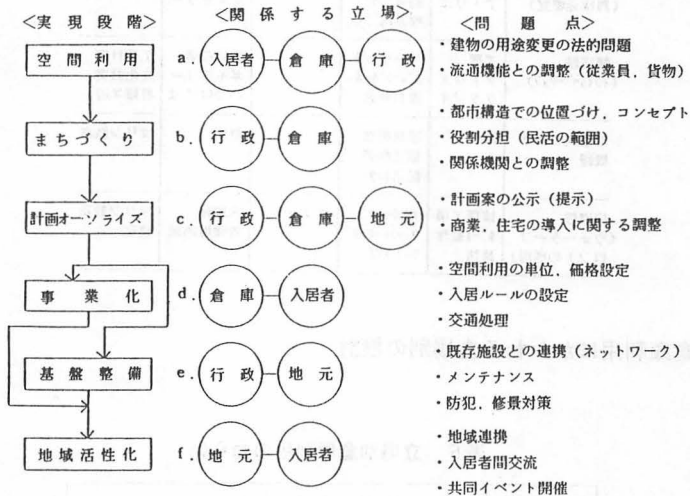 ＜実現段階＞　＜関係する立場＞　＜問題点＞
空間利用　a. 入居者　倉庫　行政
・建物の用途変更の法的問題
・流通機能との調整（従業員，貨物）
まちづくり　b. 行政　倉庫
・都市構造での位置づけ，コンセプト
・役割分担（民活の範囲）
・関係機関との調整
計画オーソライズ　c. 行政　倉庫　地元
・計画案の公示（提示）
・商業，住宅の導入に関する調整
事業化　d. 倉庫　入居者
・空間利用の単位，価格設定
・入居ルールの設定
・交通処理
基盤整備　e. 行政　地元
・既存施設との連携（ネットワーク）
・メンテナンス
・防犯，修景対策
地域活性化　f. 地元　入居者
・地域連携
・入居者間交流
・共同イベント開催